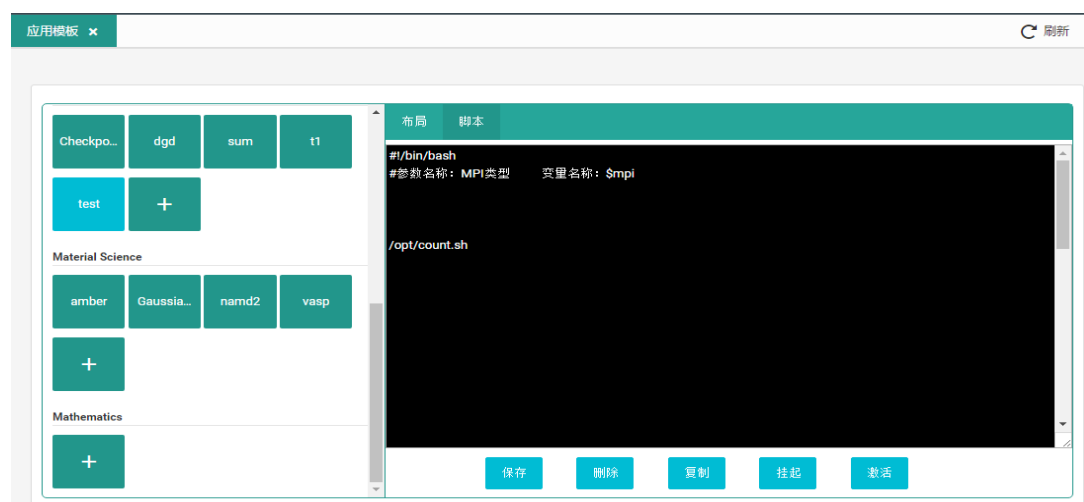 应用模板 ×
刷新
Checkpo... dgd sum t1
test +
Material Science
amber Gaussia... namd2 vasp
+
Mathematics
+
布局 脚本
#!/bin/bash
#参数名称：MPI类型 变量名称：$mpi
/opt/count.sh
保存 删除 复制 挂起 激活